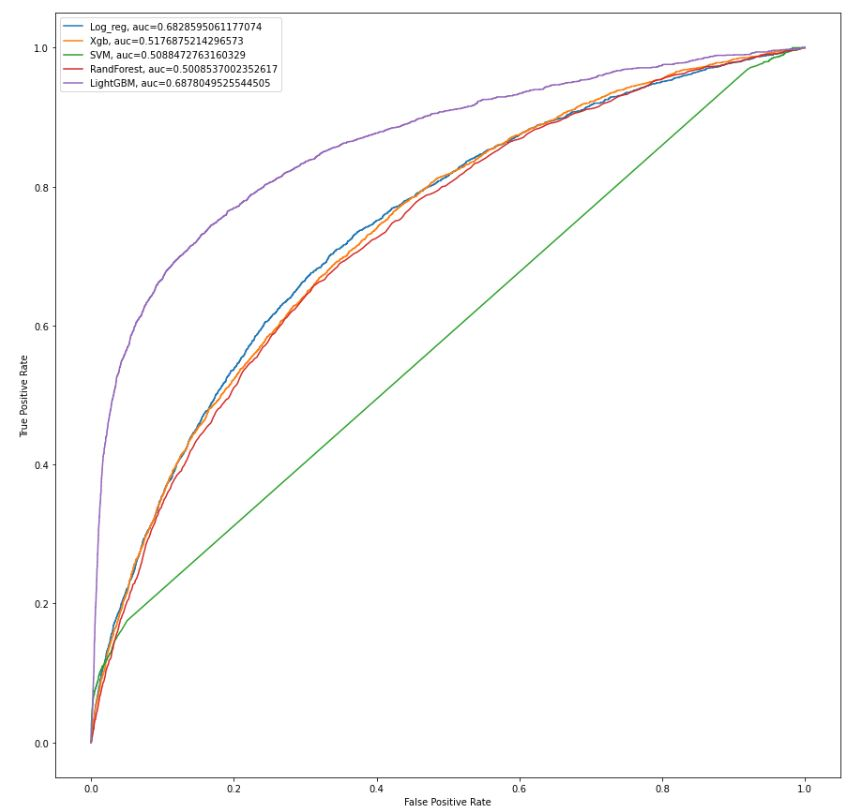 Log_reg, auc=0.6828595061177074
Xgb, auc=0.5176875214296573
SVM, auc=0.5088472763160329
RandForest, auc=0.5008537002352617
LightGBM, auc=0.6878049525544505
1.0
0.8
0.6
0.4
0.2
0.0
True Positive Rate
0.0 0.2 0.4 0.6 0.8 1.0
False Positive Rate